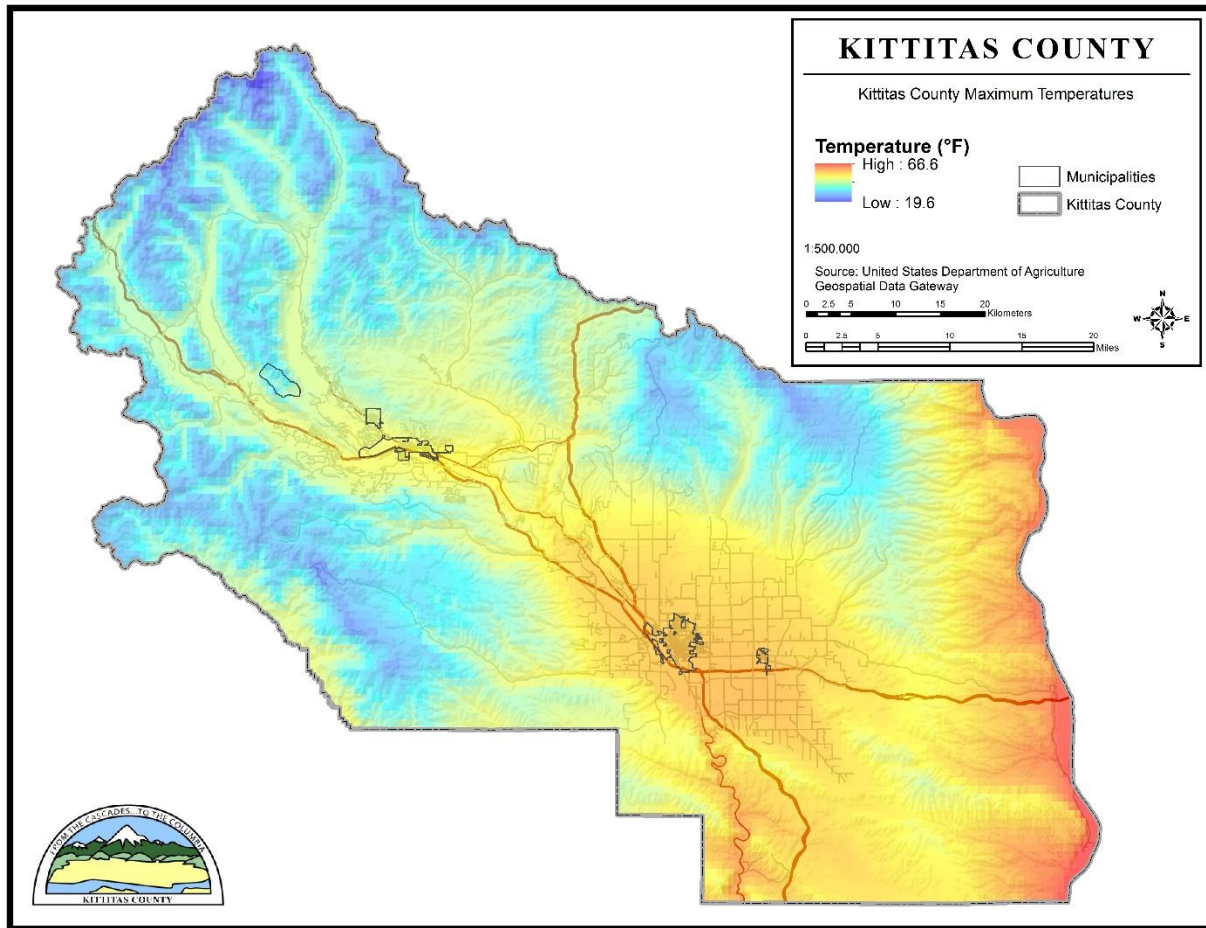 KITTITAS COUNTY
Kittitas County Maximum Temperatures
Temperature (°F)
High : 66.6
Low : 19.6
Municipalities
Kittitas County
1:500,000
Source: United States Department of Agriculture
Geospatial Data Gateway
0 2.5 5 10 15 20
Kilometers
0 2.5 5 10 15 20
Miles
N
W E
S
FROM THE CASCADES...TO THE COLUMBIA
KITTITAS COUNTY